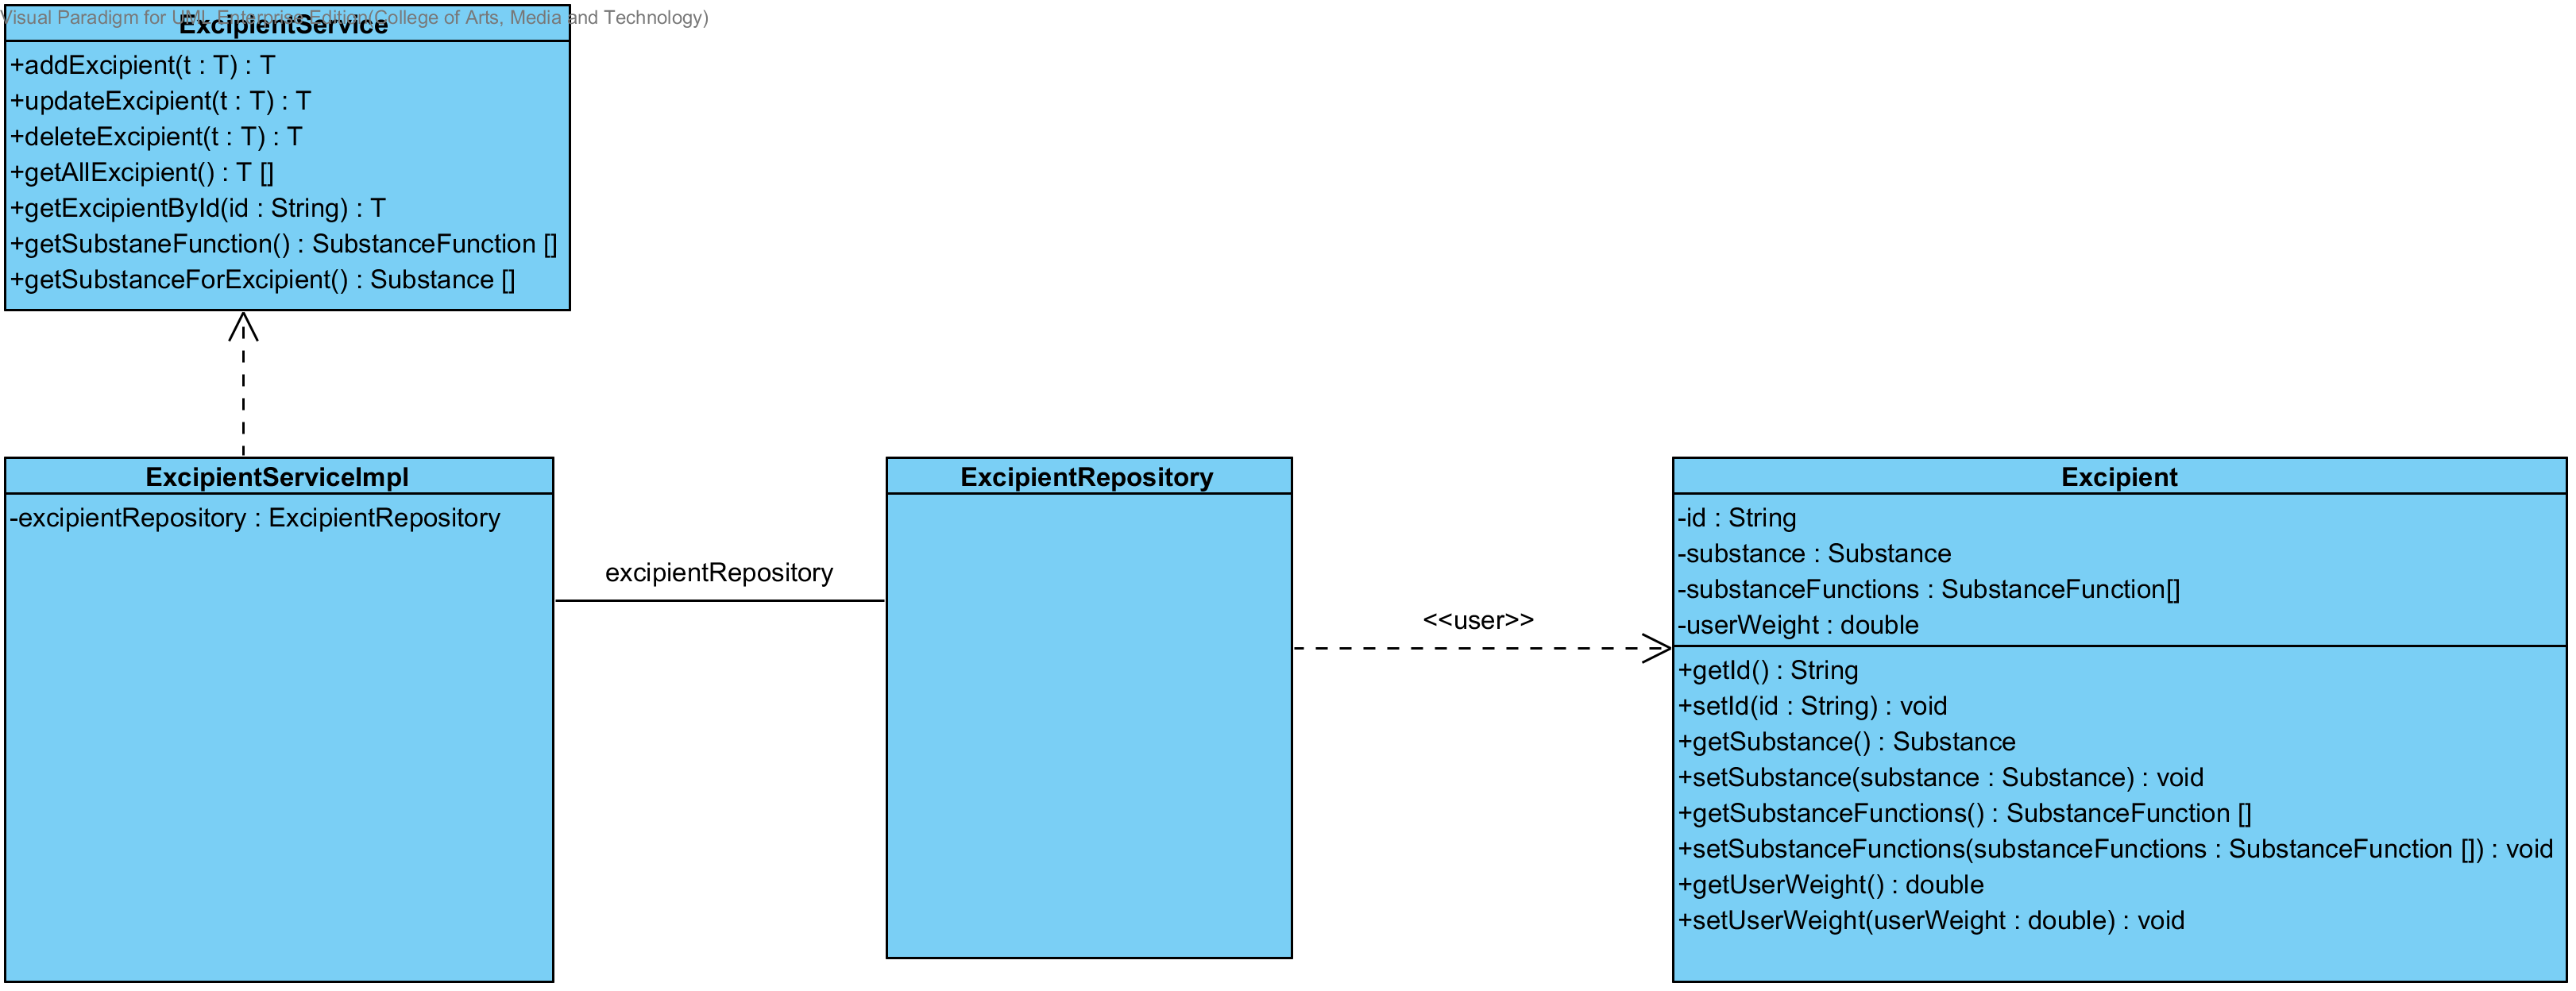 Visual Paradigm for UML Enterprise Edition(College of Arts, Media and Technology)
ExcipientService
+addExcipient(t : T) : T
+updateExcipient(t : T) : T
+deleteExcipient(t : T) : T
+getAllExcipient() : T []
+getExcipientById(id : String) : T
+getSubstaneFunction() : SubstanceFunction []
+getSubstanceForExcipient() : Substance []
ExcipientServiceImpl
-excipientRepository : ExcipientRepository
excipientRepository
ExcipientRepository
<<user>>
Excipient
-id : String
-substance : Substance
-substanceFunctions : SubstanceFunction[]
-userWeight : double
+getId() : String
+setId(id : String) : void
+getSubstance() : Substance
+setSubstance(substance : Substance) : void
+getSubstanceFunctions() : SubstanceFunction []
+setSubstanceFunctions(substanceFunctions : SubstanceFunction []) : void
+getUserWeight() : double
+setUserWeight(userWeight : double) : void